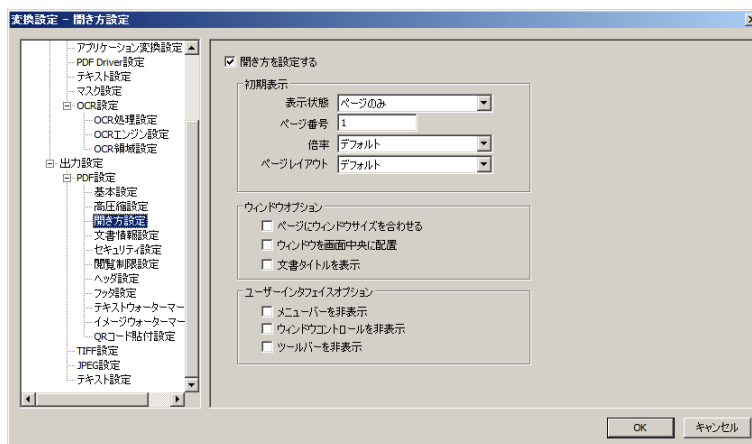 変換設定 - 開き方設定
アプリケーション変換設定
PDF Driver設定
テキスト設定
マスク設定
OCR設定
OCR処理設定
OCRエンジン設定
OCR領域設定
出力設定
PDF設定
基本設定
高圧縮設定
開き方設定
文書情報設定
セキュリティ設定
閲覧制限設定
ヘッダ設定
フッタ設定
テキストウォーターマー
イメージウォーターマー
QRコード貼付設定
TIFF設定
JPEG設定
テキスト設定
開き方を設定する
初期表示
表示状態 ページのみ
ページ番号 1
倍率 デフォルト
ページレイアウト デフォルト
ウィンドウオプション
ページにウィンドウサイズを合わせる
ウィンドウを画面中央に配置
文書タイトルを表示
ユーザーインタフェイスオプション
メニューバーを非表示
ウィンドウコントロールを非表示
ツールバーを非表示
OK キャンセル